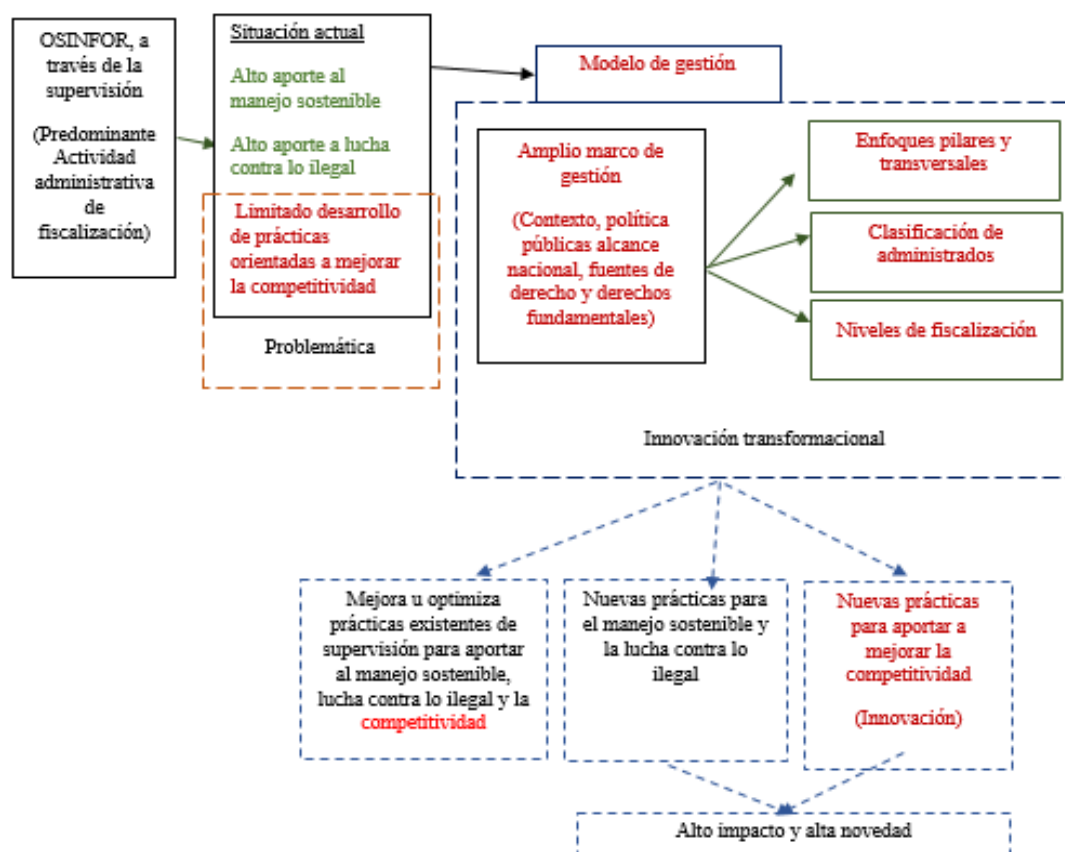 OSINFOR, a
través de la
supervisión
(Predominante
Actividad
administrativa
de
fiscalización)
Situación actual
Alto aporte al
manejo sostenible
Alto aporte a lucha
contra lo ilegal
Limitado desarrollo
de prácticas
orientadas a mejorar
la competitividad
Problemática
Modelo de gestión
Amplio marco de
gestión
(Contexto, política
públicas alcance
nacional, fuentes de
derecho y derechos
fundamentales)
Enfoques pilares y
transversales
Clasificación de
administrados
Niveles de fiscalización
Innovación transformacional
Mejora u optimiza
prácticas existentes de
supervisión para aportar
al manejo sostenible,
lucha contra lo ilegal y la
competitividad
Nuevas prácticas para
el manejo sostenible y
la lucha contra lo
ilegal
Nuevas prácticas
para aportar a
mejorar la
competitividad
(Innovación)
Alto impacto y alta novedad